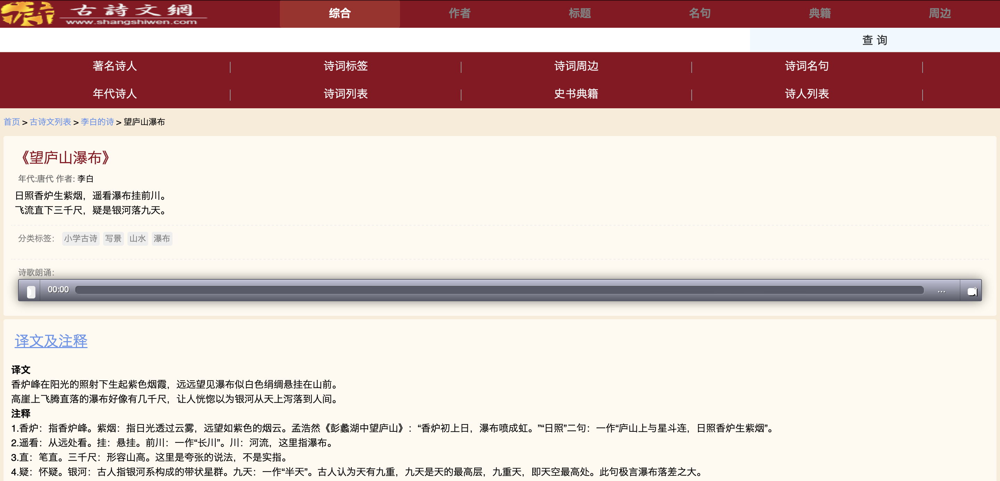 古詩文網
www.shangshiwen.com
综合 作者 标题 名句 典籍 周边
查 询
著名诗人 | 诗词标签 | 诗词周边 | 诗词名句 |
年代诗人 | 诗词列表 | 史书典籍 | 诗人列表 |
首页 > 古诗文列表 > 李白的诗 > 望庐山瀑布
《望庐山瀑布》
年代:唐代 作者: 李白
日照香炉生紫烟，遥看瀑布挂前川。
飞流直下三千尺，疑是银河落九天。
分类标签： 小学古诗 写景 山水 瀑布
诗歌朗诵：
00:00 ...
译文及注释
译文
香炉峰在阳光的照射下生起紫色烟霞，远远望见瀑布似白色绢绸悬挂在山前。
高崖上飞腾直落的瀑布好像有几千尺，让人恍惚以为银河从天上泻落到人间。
注释
1.香炉：指香炉峰。紫烟：指日光透过云雾，远望如紫色的烟云。孟浩然《彭蠡湖中望庐山》：“香炉初上日，瀑布喷成虹。”“日照”二句：一作“庐山上与星斗连，日照香炉生紫烟”。
2.遥看：从远处看。挂：悬挂。前川：一作“长川”。川：河流，这里指瀑布。
3.直：笔直。三千尺：形容山高。这里是夸张的说法，不是实指。
4.疑：怀疑。银河：古人指银河系构成的带状星群。九天：一作“半天”。古人认为天有九重，九天是天的最高层，九重天，即天空最高处。此句极言瀑布落差之大。